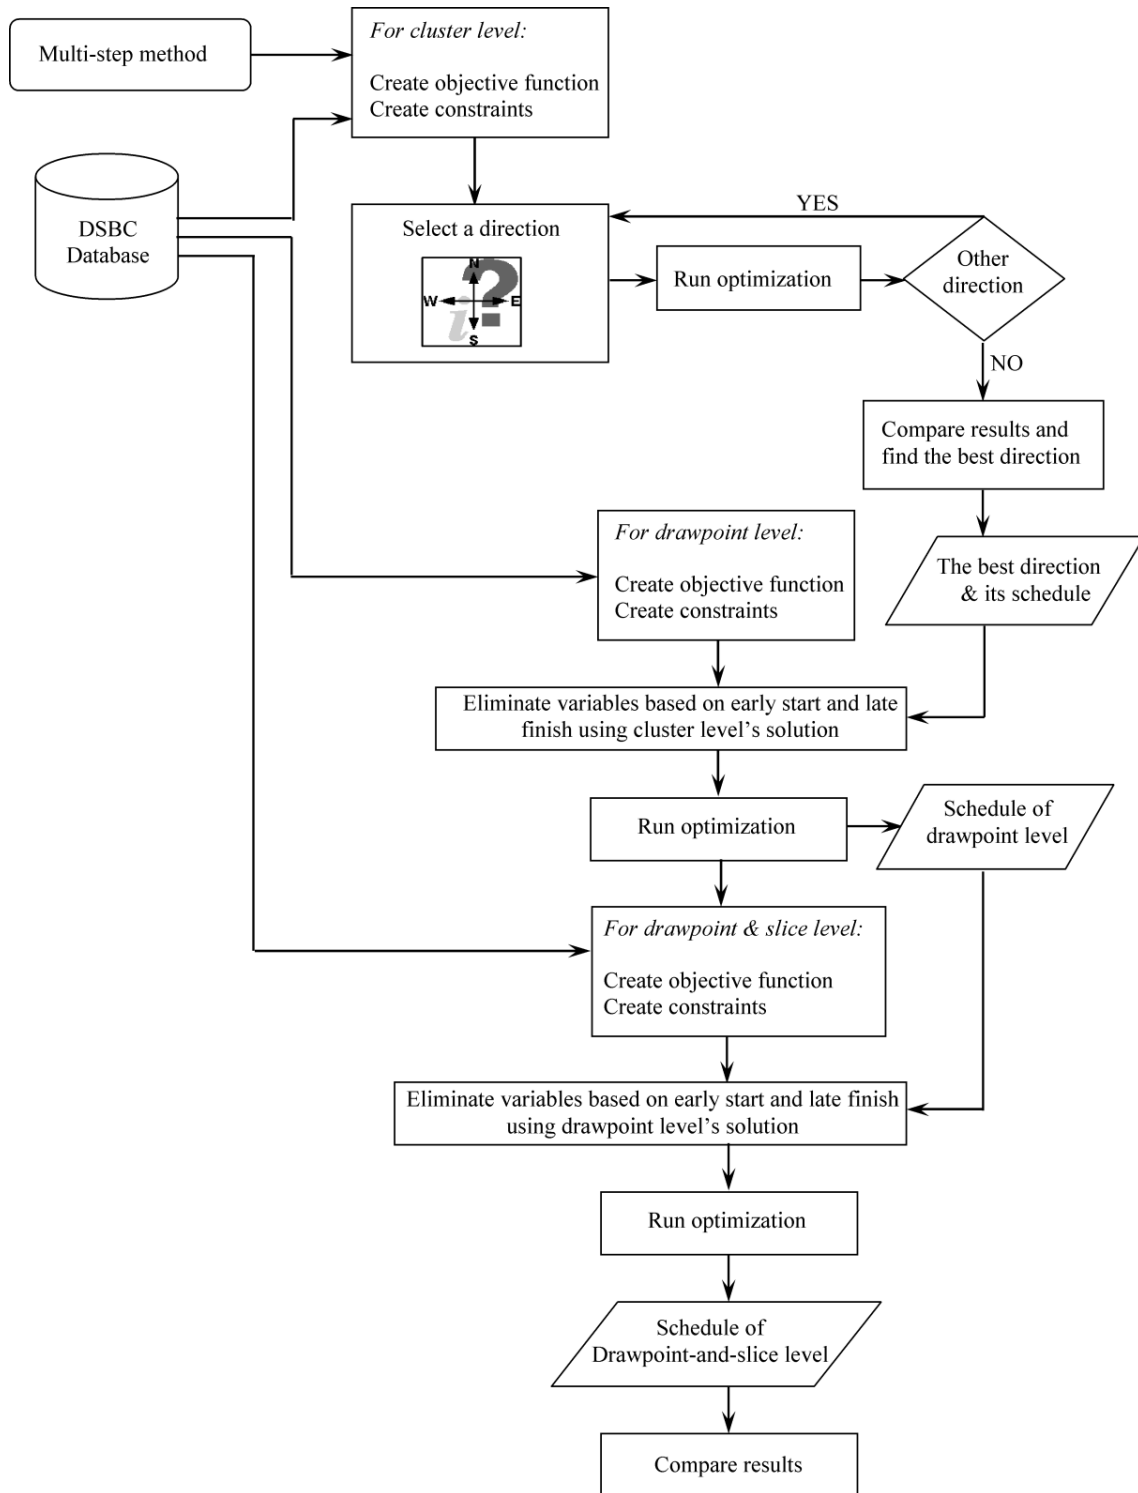 Multi-step method
For cluster level:
Create objective function
Create constraints
DSBC
Database
Select a direction
N
W
E
S
i
?
Run optimization
YES
Other
direction
NO
Compare results and
find the best direction
The best direction
& its schedule
For drawpoint level:
Create objective function
Create constraints
Eliminate variables based on early start and late
finish using cluster level’s solution
Run optimization
Schedule of
drawpoint level
For drawpoint & slice level:
Create objective function
Create constraints
Eliminate variables based on early start and late finish
using drawpoint level’s solution
Run optimization
Schedule of
Drawpoint-and-slice level
Compare results